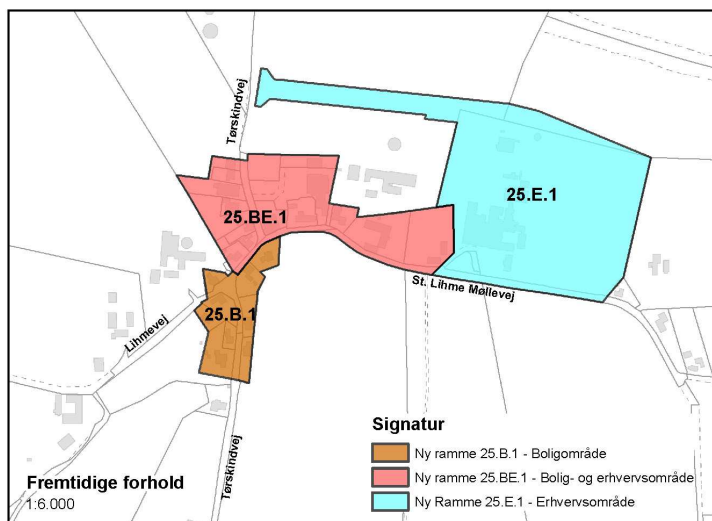 Tørskindvej
25.E.1
25.BE.1
St. Lihme Møllevej
25.B.1
Lihmevej
Tørskindvej
Signatur
Ny ramme 25.B.1 - Boligområde
Ny ramme 25.BE.1 - Bolig- og erhvervsområde
Ny Ramme 25.E.1 - Erhvervsområde
Fremtidige forhold
1:6.000